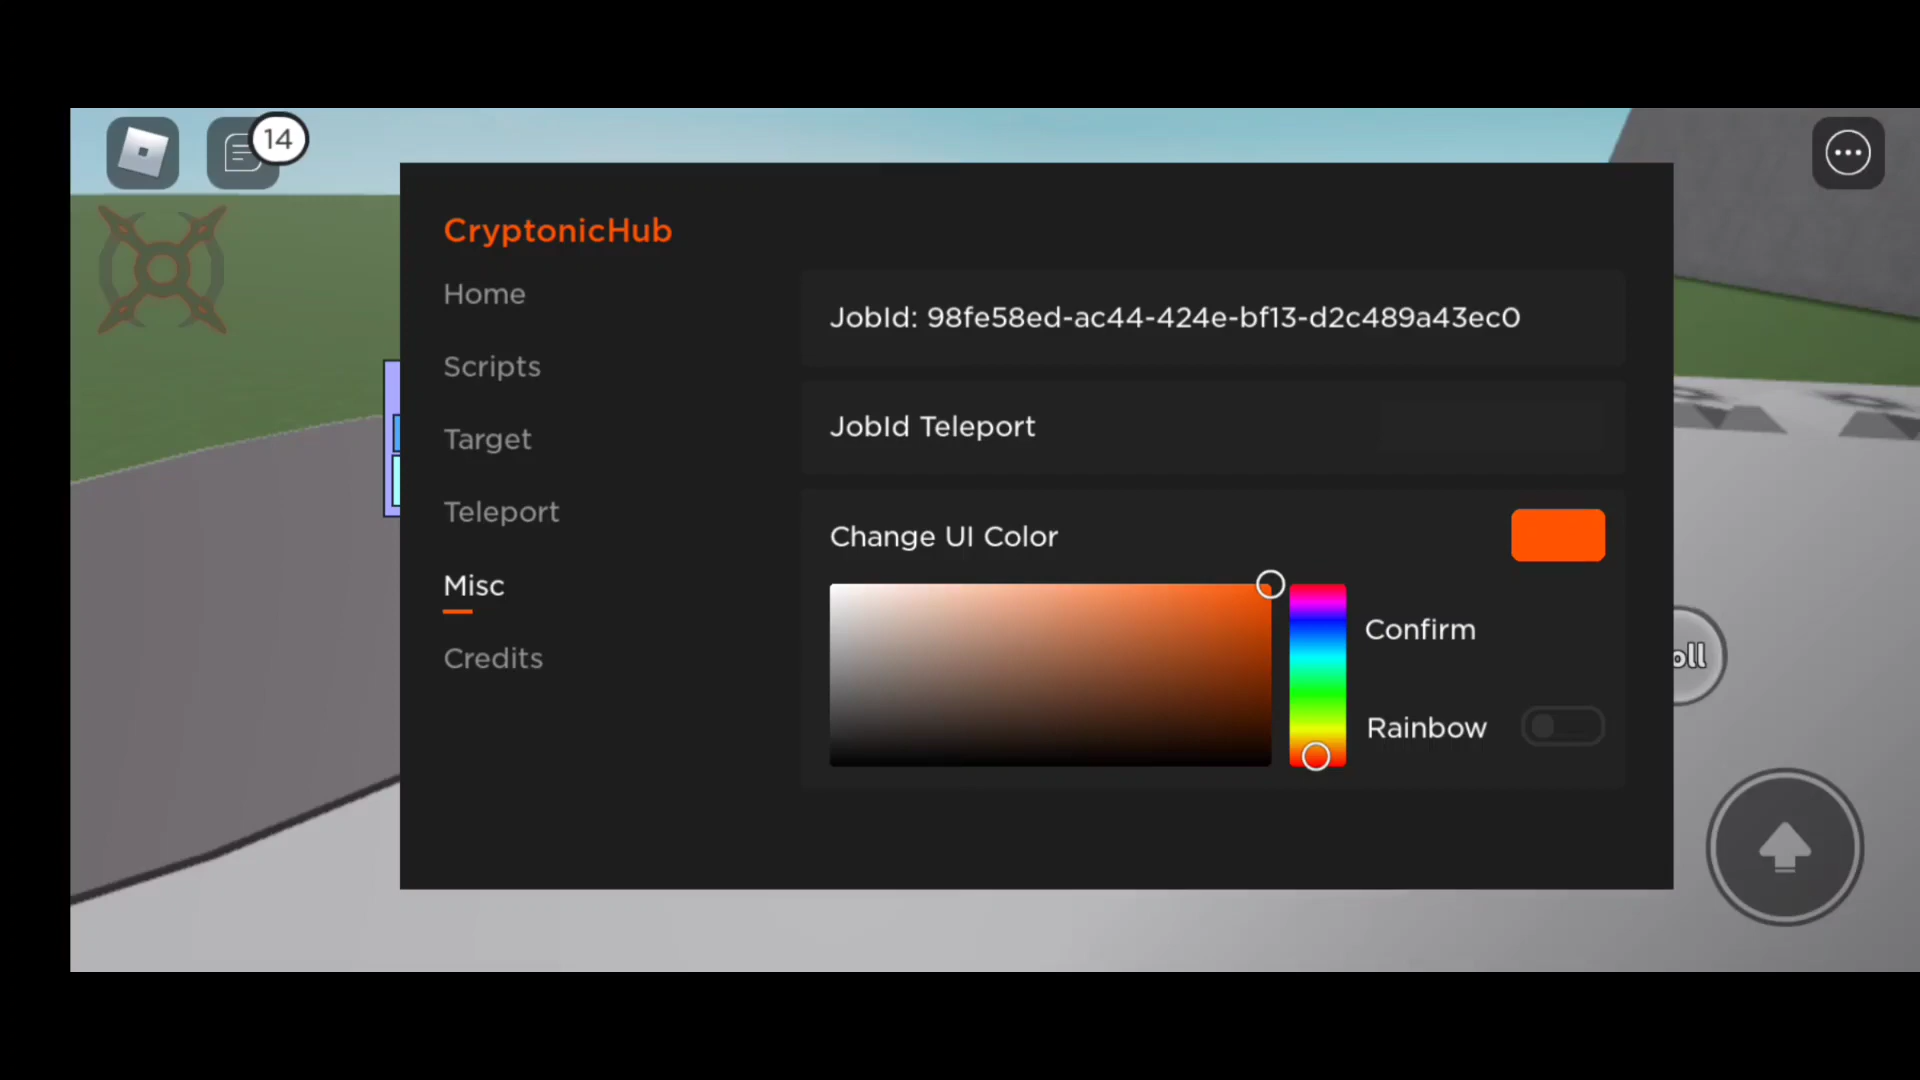 14
CryptonicHub
Home
Scripts
Target
Teleport
Misc
Credits
JobId: 98fe58ed-ac44-424e-bf13-d2c489a43ec0
JobId Teleport
Change UI Color
Confirm
Rainbow
oll